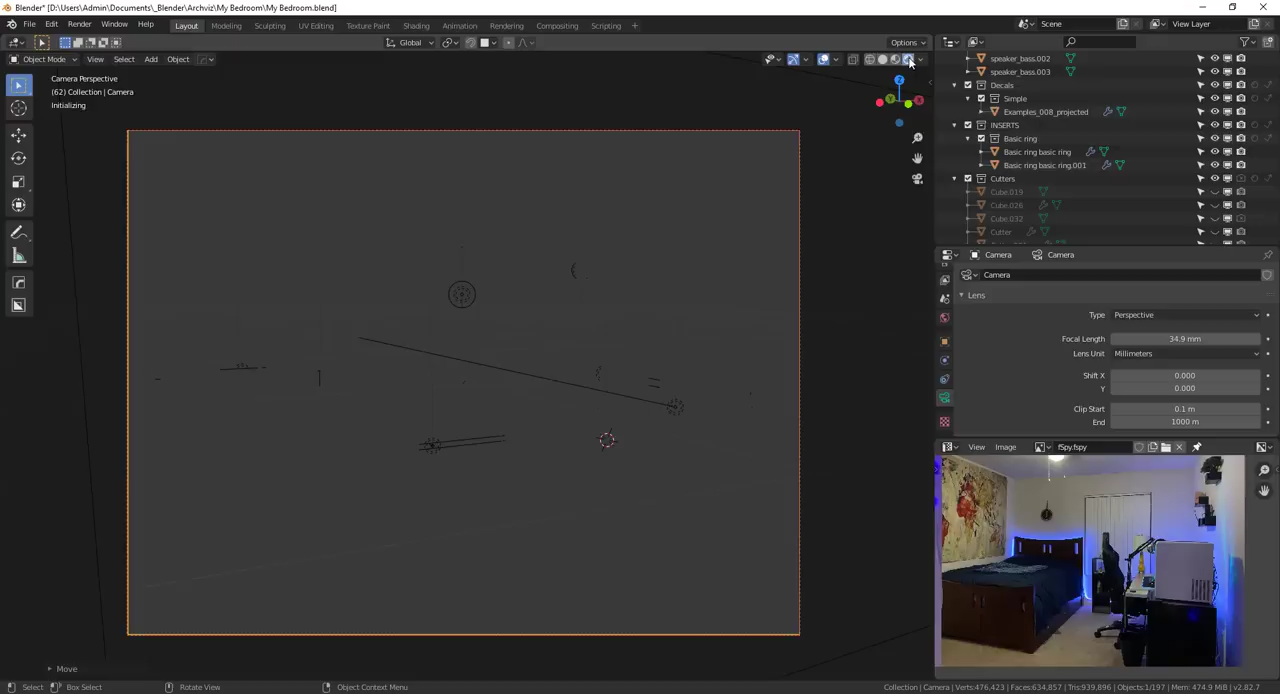 Blender* [D:\Users\Admin\Documents\_Blender\Archviz\My Bedroom\My Bedroom.blend]
File Edit Render Window Help
Layout Modeling Sculpting UV Editing Texture Paint Shading Animation Rendering Compositing Scripting +
Scene View Layer
Global Options
Object Mode View Select Add Object
Camera Perspective
(62) Collection | Camera
Initializing
Z
Y
X
speaker_bass.002
speaker_bass.003
Decals
Simple
Examples_008_projected
INSERTS
Basic ring
Basic ring basic ring
Basic ring basic ring.001
Cutters
Cube.019
Cube.026
Cube.032
Cutter
Camera Camera
Camera
Lens
Type Perspective
Focal Length 34.9 mm
Lens Unit Millimeters
Shift X 0.000
Y 0.000
Clip Start 0.1 m
End 1000 m
View Image fSpy.fspy
Move
Select Box Select Rotate View Object Context Menu
Collection | Camera | Verts:476,423 | Faces:634,857 | Tris:939,896 | Objects:1/197 | Mem: 474.9 MiB | v2.82.7